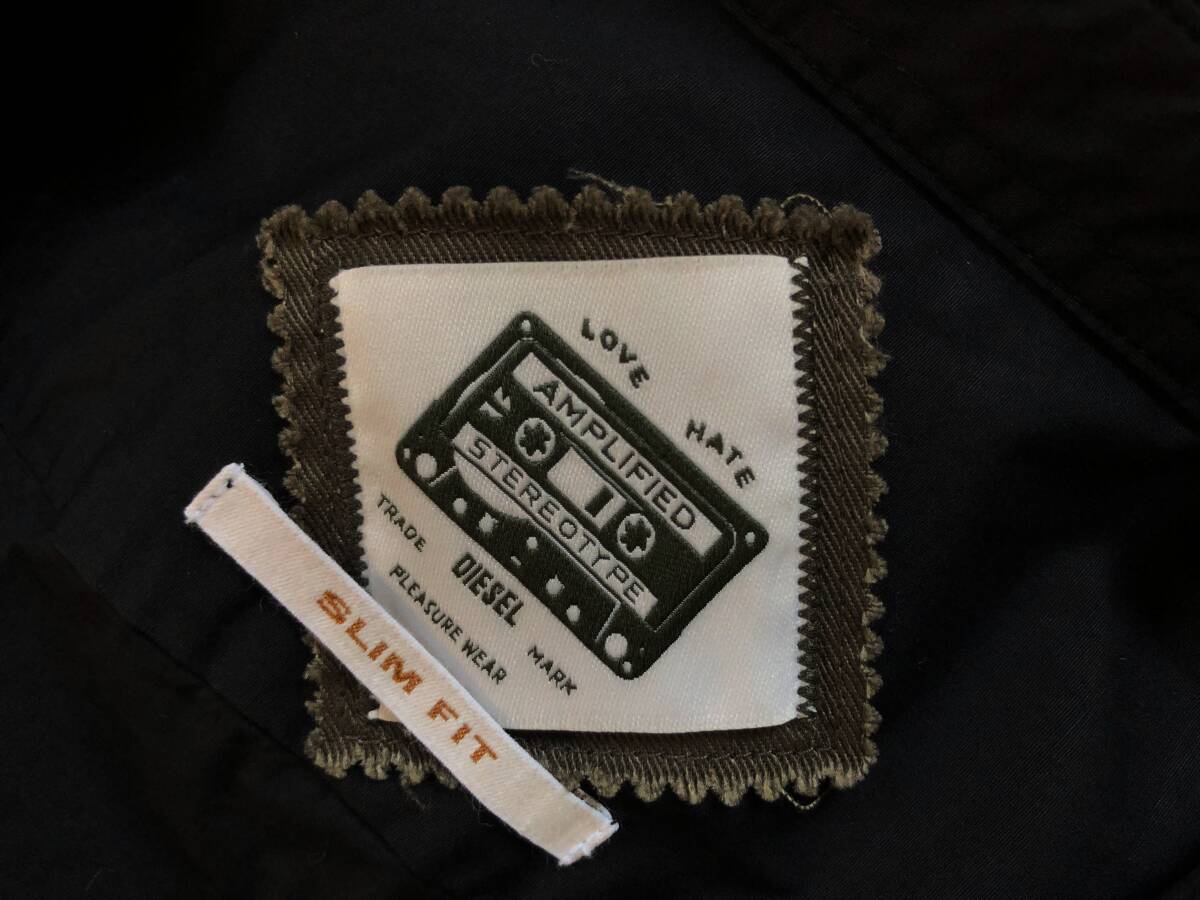 LOVE HATE
AMPLIFIED
STEREOTYPE
TRADE DIESEL MARK
PLEASURE WEAR
SLIM FIT